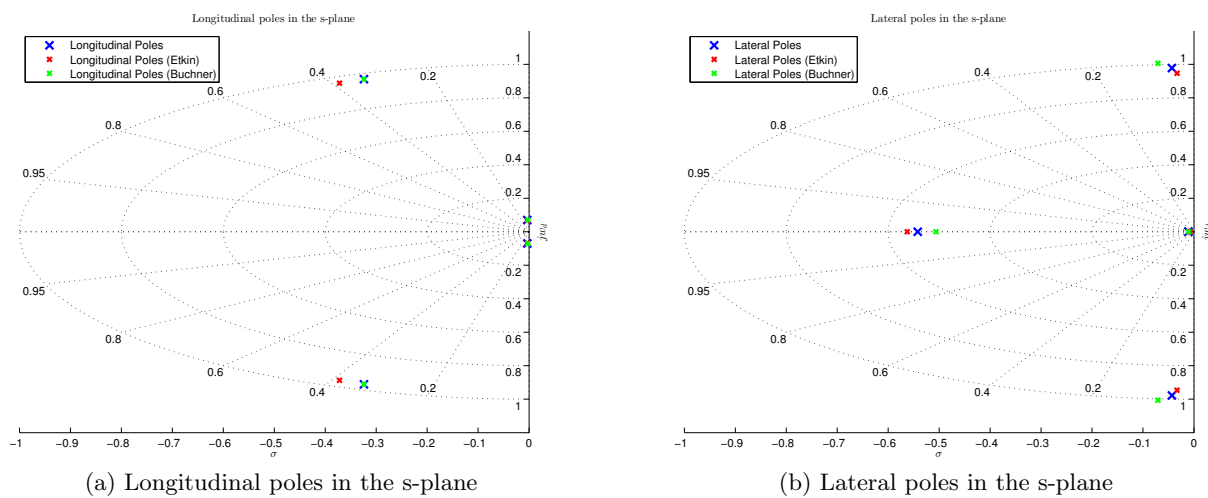 Longitudinal poles in the s-plane
Longitudinal Poles
Longitudinal Poles (Etkin)
Longitudinal Poles (Buchner)
1
0.4
0.2
0.6
0.8
0.8
0.6
0.95
0.4
0.2
jω_d
0.2
0.95
0.4
0.8
0.6
0.6
0.8
0.4
0.2
1
−1 −0.9 −0.8 −0.7 −0.6 −0.5 −0.4 −0.3 −0.2 −0.1 0
σ
(a) Longitudinal poles in the s-plane
Lateral poles in the s-plane
Lateral Poles
Lateral Poles (Etkin)
Lateral Poles (Buchner)
1
0.4
0.2
0.6
0.8
0.8
0.6
0.95
0.4
0.2
jω_d
0.2
0.95
0.4
0.8
0.6
0.6
0.8
0.4
0.2
1
−1 −0.9 −0.8 −0.7 −0.6 −0.5 −0.4 −0.3 −0.2 −0.1 0
σ
(b) Lateral poles in the s-plane